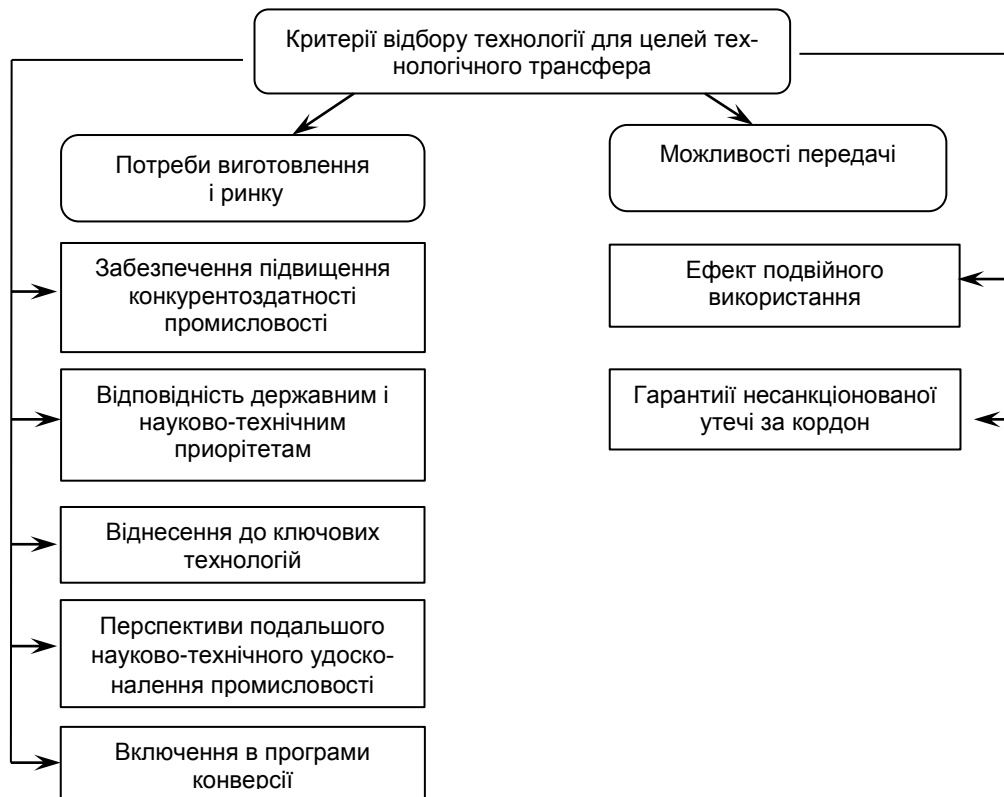 Критерії відбору технології для целей тех-
нологічного трансфера
Потреби виготовлення
і ринку
Можливості передачі
Забезпечення підвищення
конкурентоздатності
промисловості
Ефект подвійного
використання
Відповідність державним і
науково-технічним
приорітетам
Гарантиії несанкціонованої
утечі за кордон
Віднесення до ключових
технологій
Перспективи подальшого
науково-технічного удоско-
налення промисловості
Включення в програми
конверсії